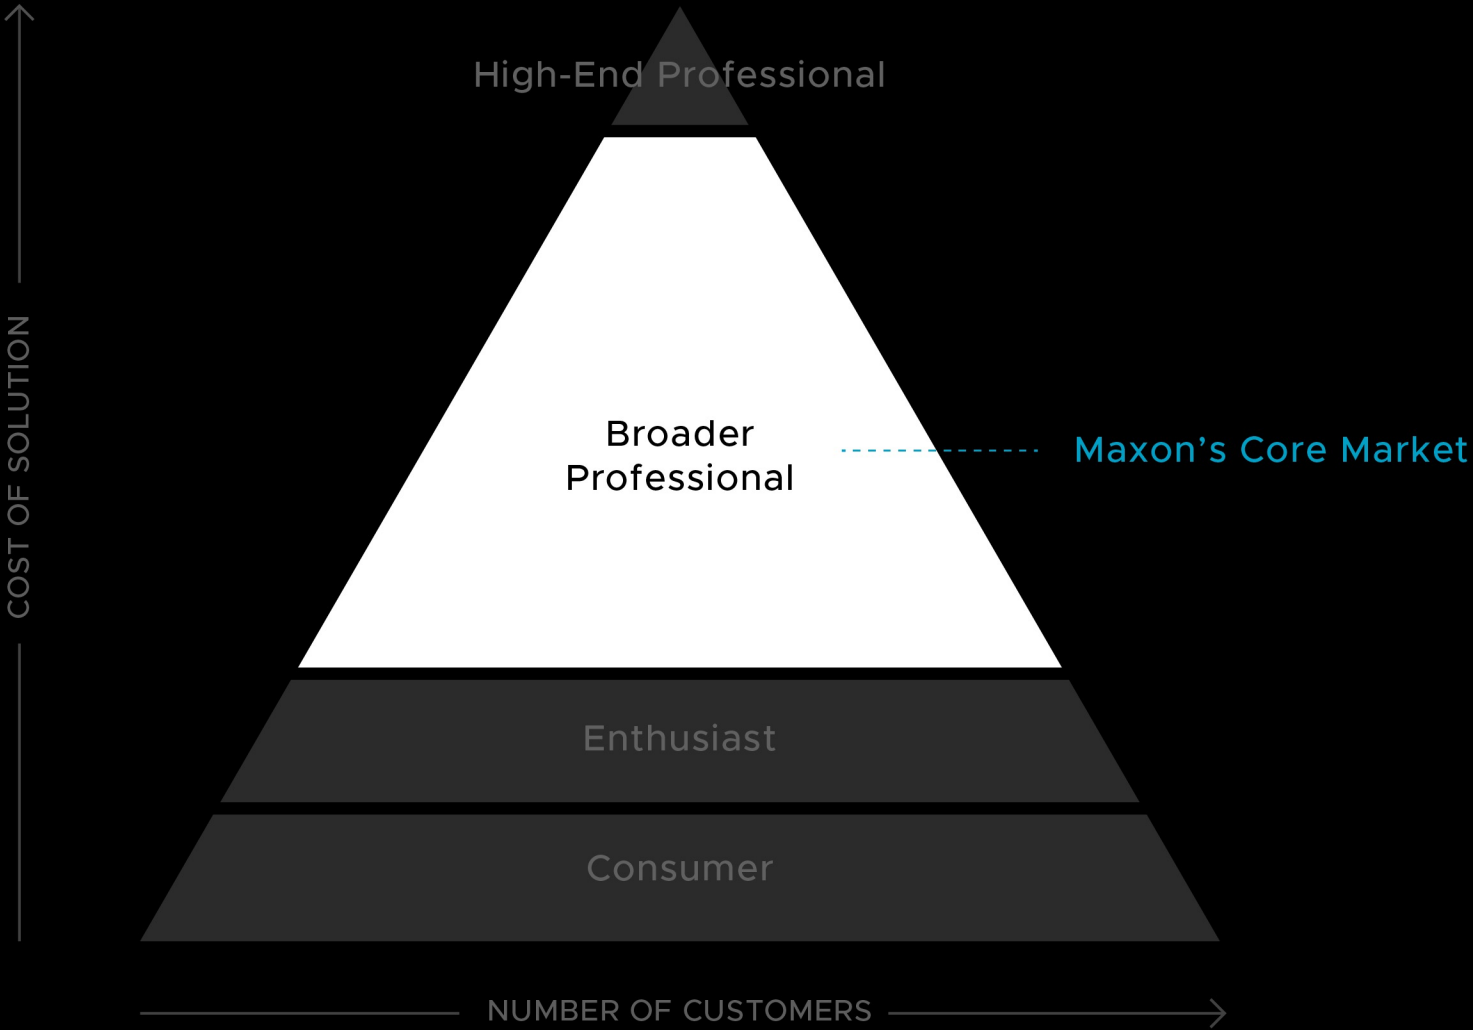 High-End Professional
COST OF SOLUTION
Broader
Professional
Maxon’s Core Market
Enthusiast
Consumer
NUMBER OF CUSTOMERS